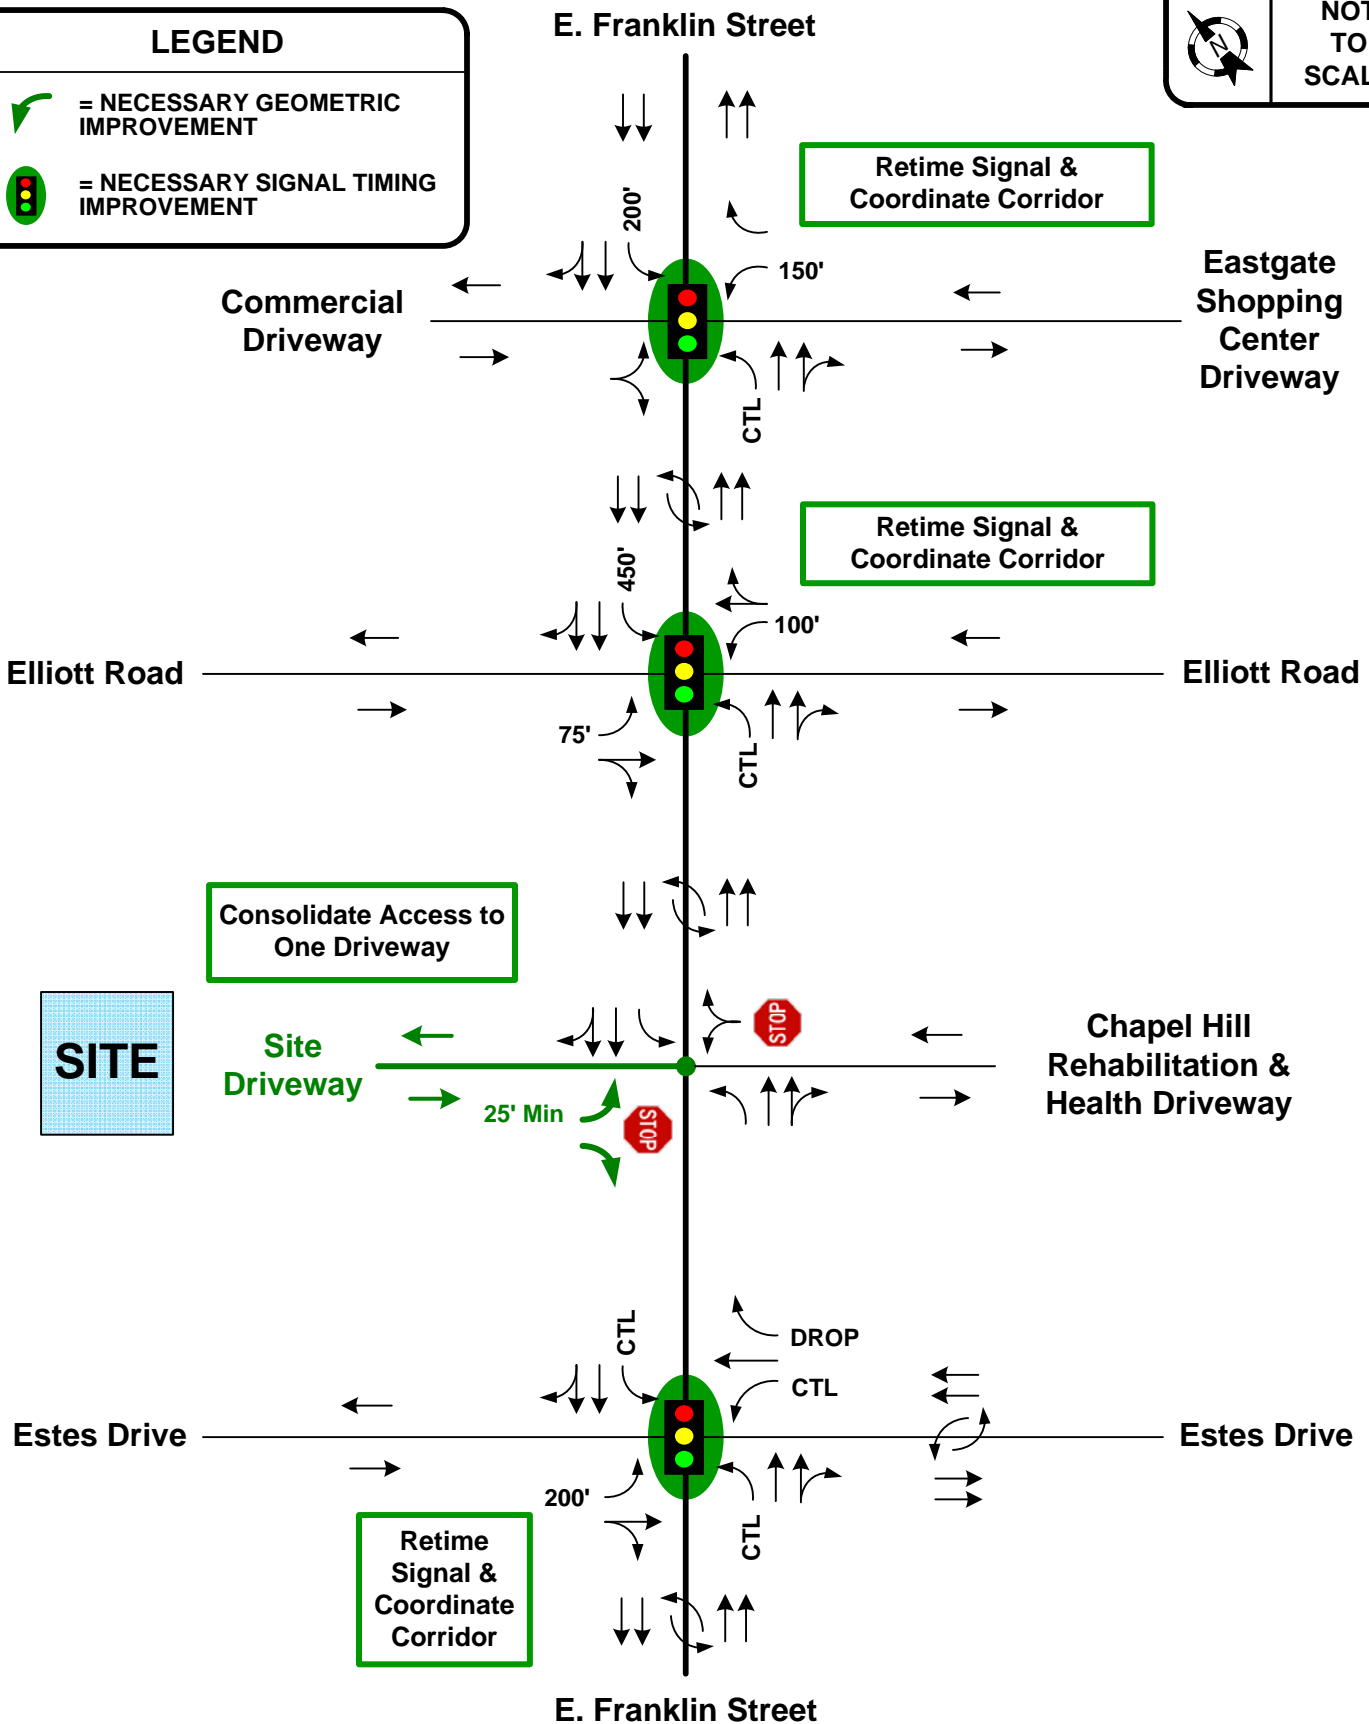 E. Franklin Street
LEGEND
= NECESSARY GEOMETRIC
IMPROVEMENT
= NECESSARY SIGNAL TIMING
IMPROVEMENT
N
NOT
TO
SCAL
Retime Signal &
Coordinate Corridor
200'
150'
Commercial
Driveway
Eastgate
Shopping
Center
Driveway
CTL
Retime Signal &
Coordinate Corridor
450'
100'
Elliott Road
Elliott Road
75'
CTL
Consolidate Access to
One Driveway
STOP
SITE
Site
Driveway
Chapel Hill
Rehabilitation &
Health Driveway
25' Min
STOP
CTL
DROP
CTL
Estes Drive
Estes Drive
200'
CTL
Retime
Signal &
Coordinate
Corridor
E. Franklin Street